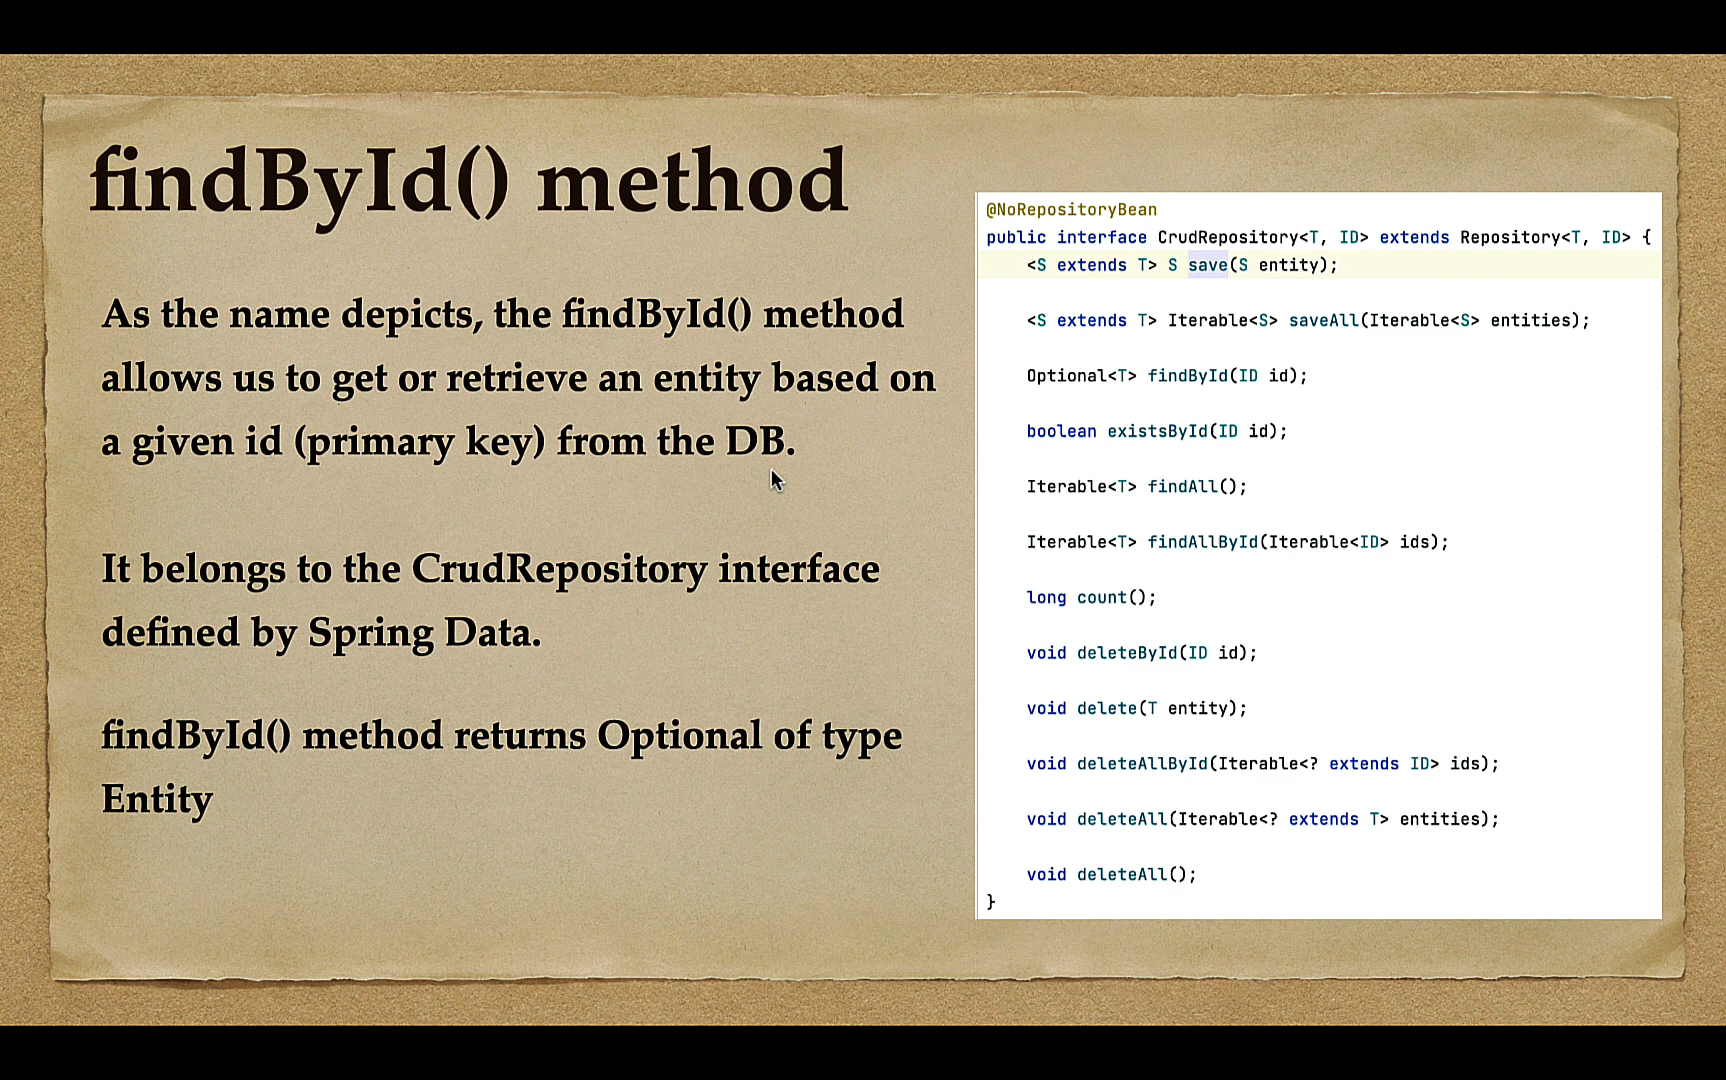 findById() method
As the name depicts, the findById() method
allows us to get or retrieve an entity based on
a given id (primary key) from the DB.
It belongs to the CrudRepository interface
defined by Spring Data.
findById() method returns Optional of type
Entity
@NoRepositoryBean
public interface CrudRepository<T, ID> extends Repository<T, ID> {
<S extends T> S save(S entity);
<S extends T> Iterable<S> saveAll(Iterable<S> entities);
Optional<T> findById(ID id);
boolean existsById(ID id);
Iterable<T> findAll();
Iterable<T> findAllById(Iterable<ID> ids);
long count();
void deleteById(ID id);
void delete(T entity);
void deleteAllById(Iterable<? extends ID> ids);
void deleteAll(Iterable<? extends T> entities);
void deleteAll();
}